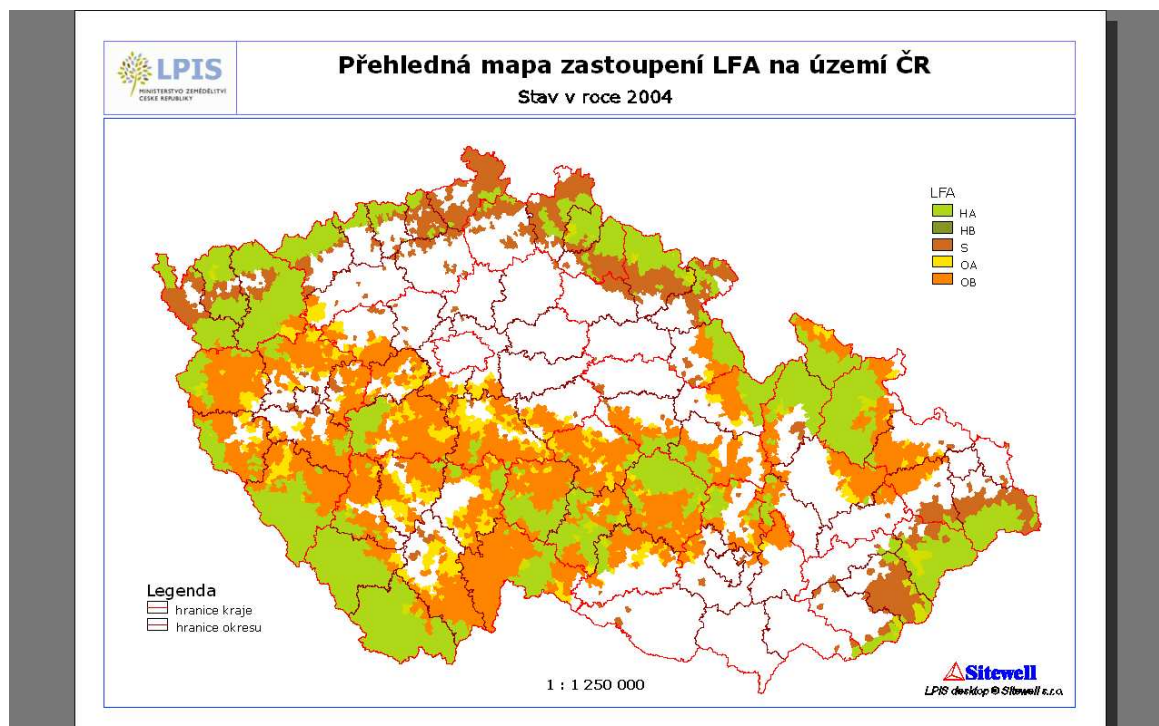 LPIS
MINISTERSTVO ZEMĚDĚLTVÍ
ČESKÉ REPUBLIKY
Přehledná mapa zastoupení LFA na území ČR
Stav v roce 2004
LFA
HA
HB
S
OA
OB
Legenda
hranice kraje
hranice okresu
1 : 1 250 000
Sitewell
LPIS desktop © Sitewell s.r.o.